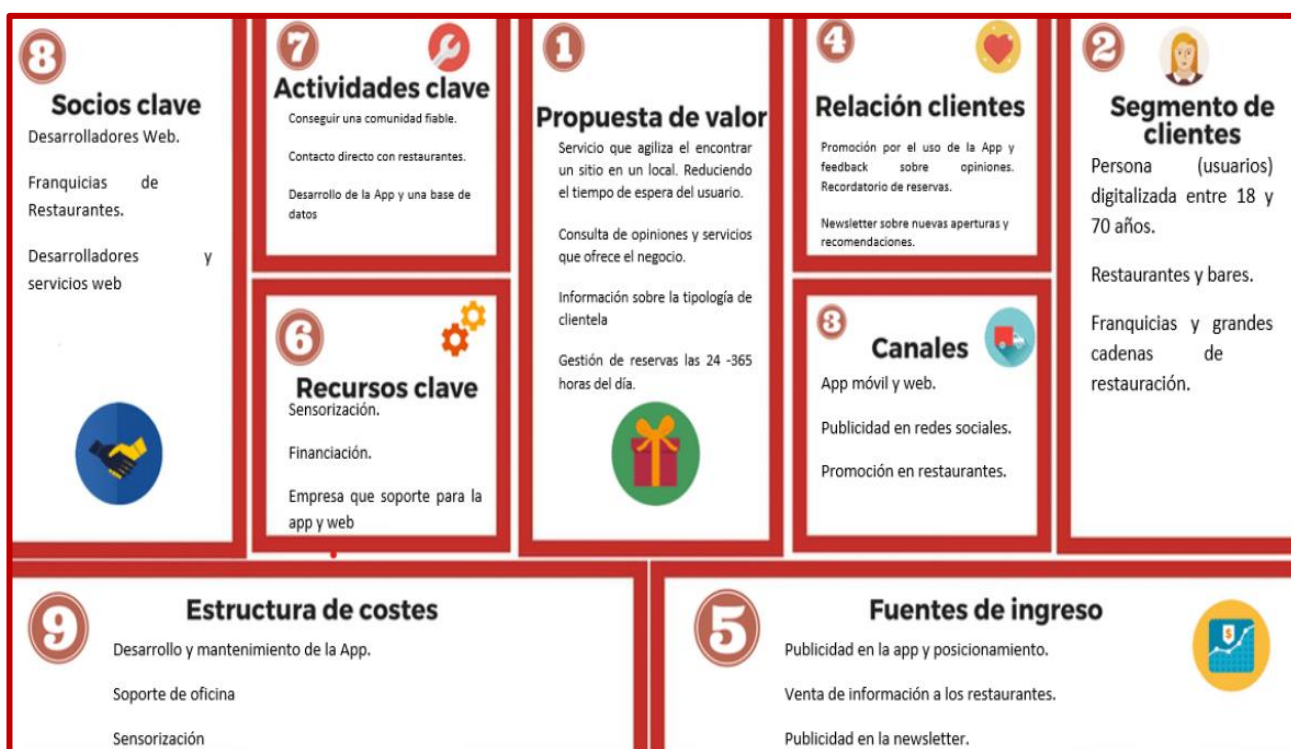 8
Socios clave
Desarrolladores Web.
Franquicias de
Restaurantes.
Desarrolladores y
servicios web
7
Actividades clave
Conseguir una comunidad fiable.
Contacto directo con restaurantes.
Desarrollo de la App y una base de
datos
6
Recursos clave
Sensorización.
Financiación.
Empresa que soporte para la
app y web
1
Propuesta de valor
Servicio que agiliza el encontrar
un sitio en un local. Reduciendo
el tiempo de espera del usuario.
Consulta de opiniones y servicios
que ofrece el negocio.
Información sobre la tipología de
clientela
Gestión de reservas las 24 -365
horas del día.
4
Relación clientes
Promoción por el uso de la App y
feedback sobre opiniones.
Recordatorio de reservas.
Newsletter sobre nuevas aperturas y
recomendaciones.
3
Canales
App móvil y web.
Publicidad en redes sociales.
Promoción en restaurantes.
2
Segmento de
clientes
Persona (usuarios)
digitalizada entre 18 y
70 años.
Restaurantes y bares.
Franquicias y grandes
cadenas de
restauración.
9
Estructura de costes
Desarrollo y mantenimiento de la App.
Soporte de oficina
Sensorización
5
Fuentes de ingreso
$
Publicidad en la app y posicionamiento.
Venta de información a los restaurantes.
Publicidad en la newsletter.